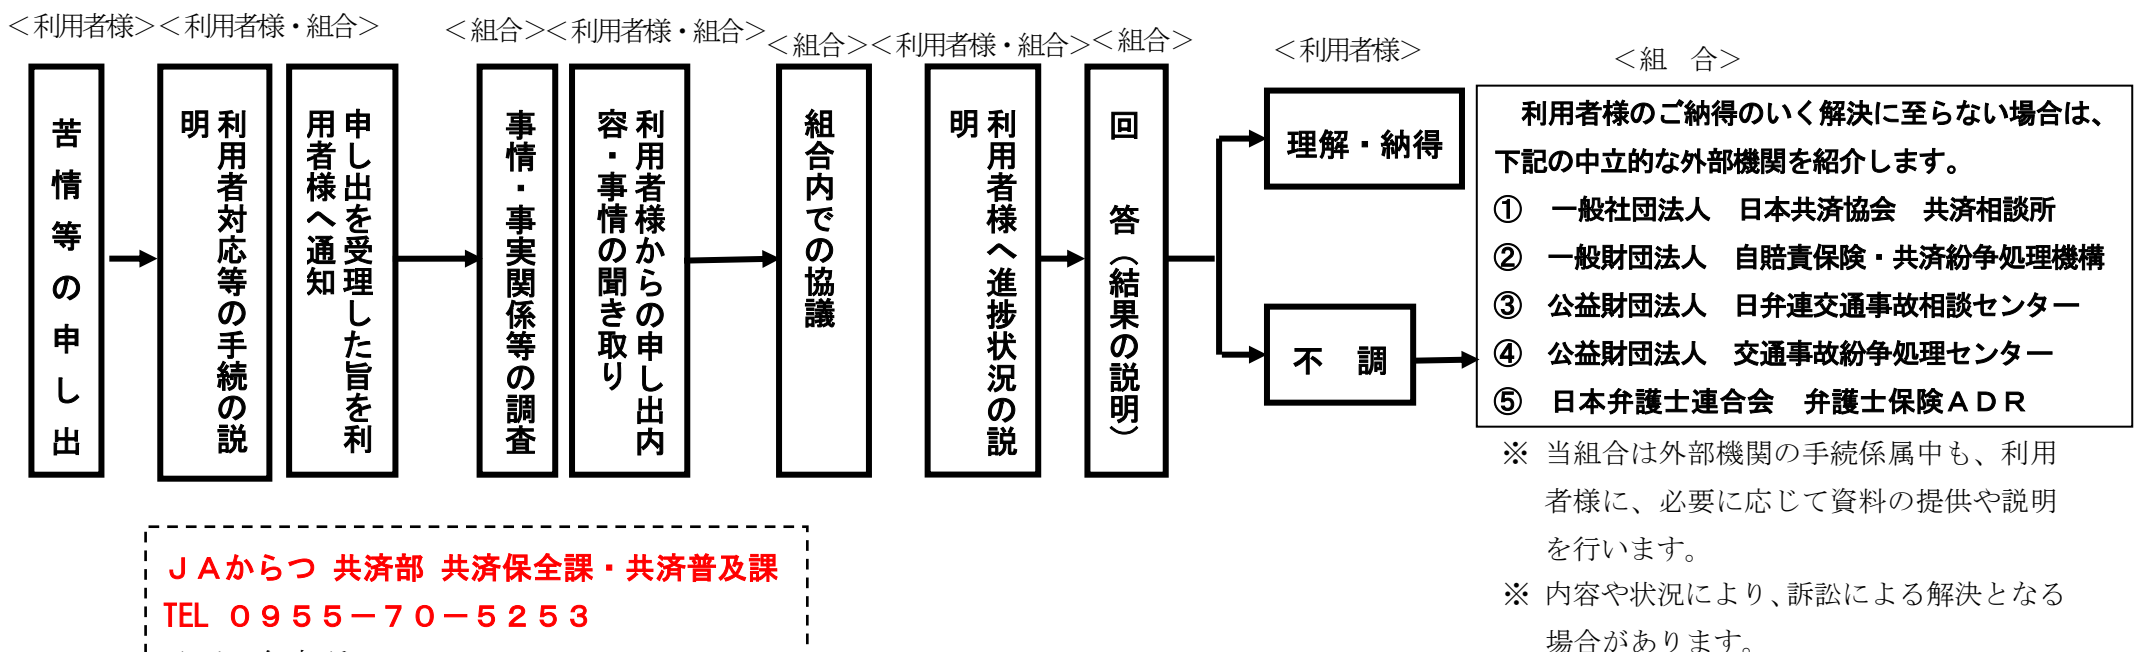 ＜利用者様＞＜利用者様・組合＞
＜組合＞＜利用者様・組合＞
＜組合＞＜利用者様・組合＞＜組合＞
＜利用者様＞
＜組　合＞
苦情等の申し出
利用者対応等の手続の説
明
申し出を受理した旨を利
用者様へ通知
事情・事実関係等の調査
利用者様からの申し出内
容・事情の聞き取り
組合内での協議
利用者様へ進捗状況の説
明
回　答（結果の説明）
理解・納得
不　調
利用者様のご納得のいく解決に至らない場合は、
下記の中立的な外部機関を紹介します。
①　一般社団法人　日本共済協会　共済相談所
②　一般財団法人　自賠責保険・共済紛争処理機構
③　公益財団法人　日弁連交通事故相談センター
④　公益財団法人　交通事故紛争処理センター
⑤　日本弁護士連合会　弁護士保険ＡＤＲ
※ 当組合は外部機関の手続係属中も、利用
者様に、必要に応じて資料の提供や説明
を行います。
※ 内容や状況により、訴訟による解決となる
場合があります。
ＪＡからつ 共済部 共済保全課・共済普及課
TEL ０９５５－７０－５２５３